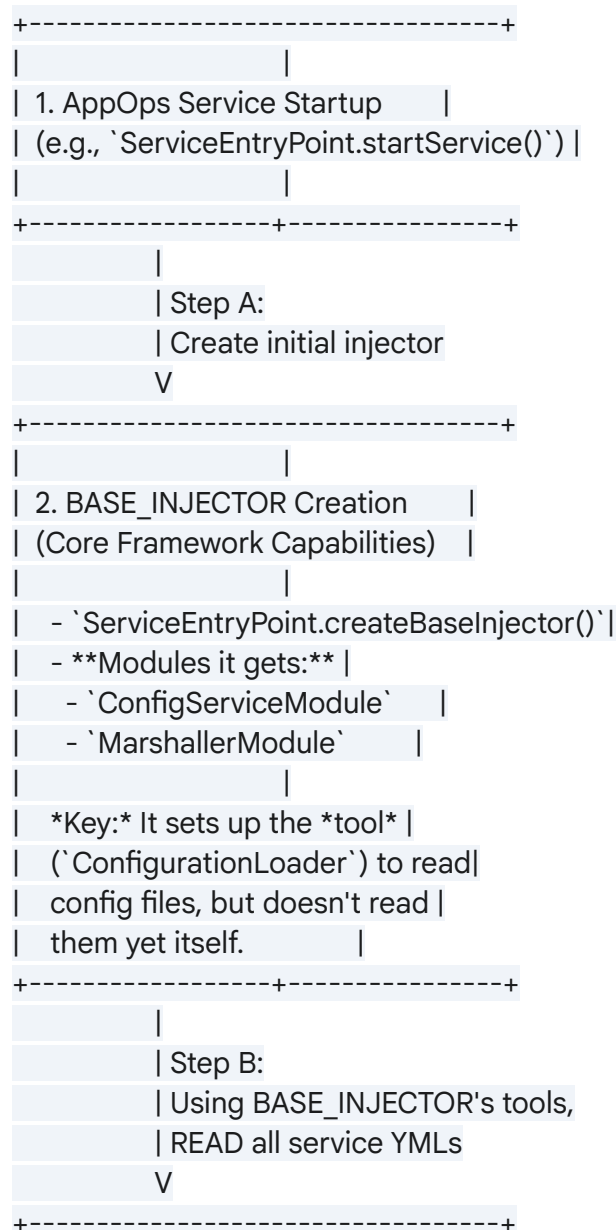 +-----------------------------------+
| |
| 1. AppOps Service Startup |
| (e.g., `ServiceEntryPoint.startService()`) |
| |
+------------------+----------------+
|
| Step A:
| Create initial injector
V
+-----------------------------------+
| |
| 2. BASE_INJECTOR Creation |
| (Core Framework Capabilities) |
| |
| - `ServiceEntryPoint.createBaseInjector()`|
| - **Modules it gets:** |
| - `ConfigServiceModule` |
| - `MarshallerModule` |
| |
| *Key:* It sets up the *tool* |
| (`ConfigurationLoader`) to read|
| config files, but doesn't read |
| them yet itself. |
+------------------+----------------+
|
| Step B:
| Using BASE_INJECTOR's tools,
| READ all service YMLs
V
+-----------------------------------+